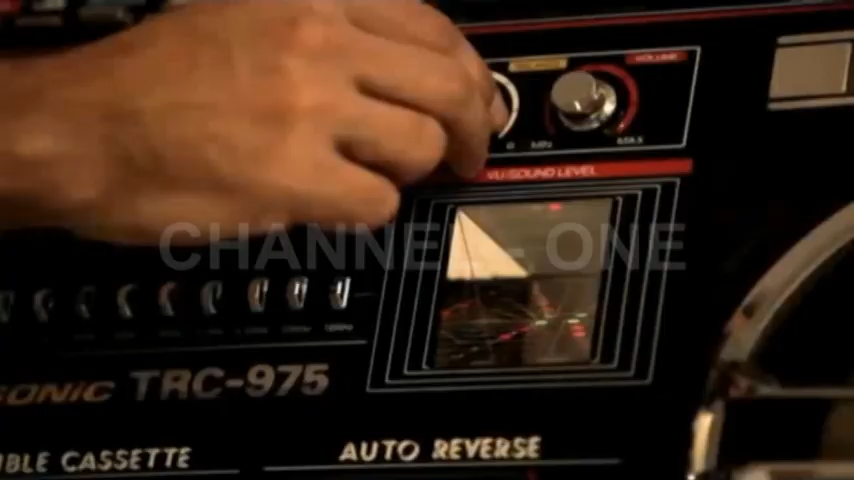 VOLUME
MIN MAX
VU/SOUND LEVEL
CHANNEL - ONE
SONIC TRC-975
BLE CASSETTE
AUTO REVERSE